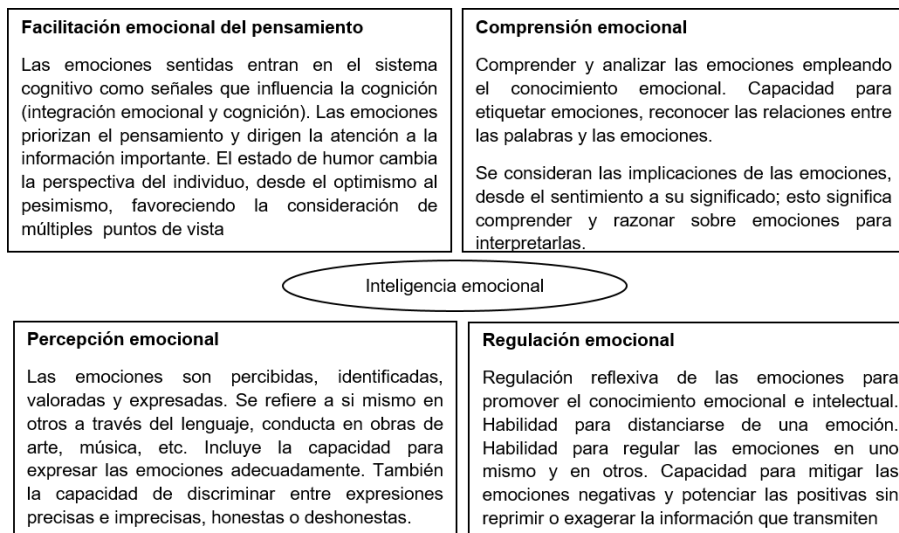 Facilitación emocional del pensamiento
Las emociones sentidas entran en el sistema
cognitivo como señales que influencia la cognición
(integración emocional y cognición). Las emociones
priorizan el pensamiento y dirigen la atención a la
información importante. El estado de humor cambia
la perspectiva del individuo, desde el optimismo al
pesimismo, favoreciendo la consideración de
múltiples puntos de vista
Comprensión emocional
Comprender y analizar las emociones empleando
el conocimiento emocional. Capacidad para
etiquetar emociones, reconocer las relaciones entre
las palabras y las emociones.
Se consideran las implicaciones de las emociones,
desde el sentimiento a su significado; esto significa
comprender y razonar sobre emociones para
interpretarlas.
Inteligencia emocional
Percepción emocional
Las emociones son percibidas, identificadas,
valoradas y expresadas. Se refiere a si mismo en
otros a través del lenguaje, conducta en obras de
arte, música, etc. Incluye la capacidad para
expresar las emociones adecuadamente. También
la capacidad de discriminar entre expresiones
precisas e imprecisas, honestas o deshonestas.
Regulación emocional
Regulación reflexiva de las emociones para
promover el conocimiento emocional e intelectual.
Habilidad para distanciarse de una emoción.
Habilidad para regular las emociones en uno
mismo y en otros. Capacidad para mitigar las
emociones negativas y potenciar las positivas sin
reprimir o exagerar la información que transmiten